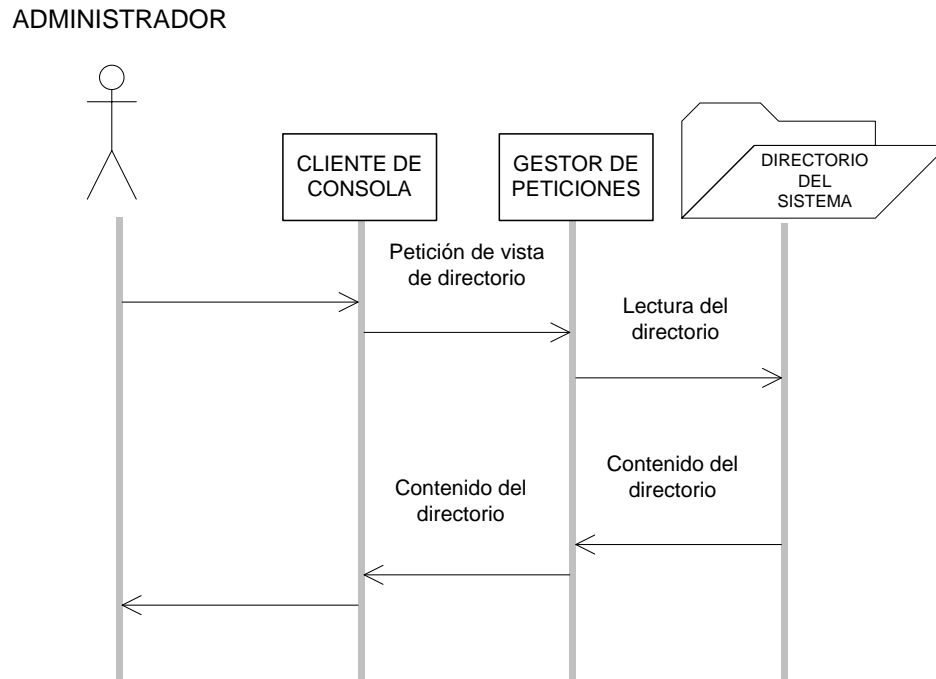 ADMINISTRADOR
CLIENTE DE
CONSOLA
GESTOR DE
PETICIONES
DIRECTORIO
DEL
SISTEMA
Petición de vista
de directorio
Lectura del
directorio
Contenido del
directorio
Contenido del
directorio